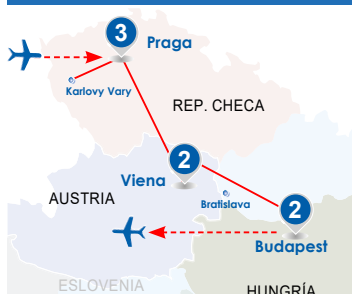 3
Praga
Karlovy Vary
REP. CHECA
2
Viena
AUSTRIA
Bratislava
2
Budapest
ESLOVENIA
HUNGRÍA